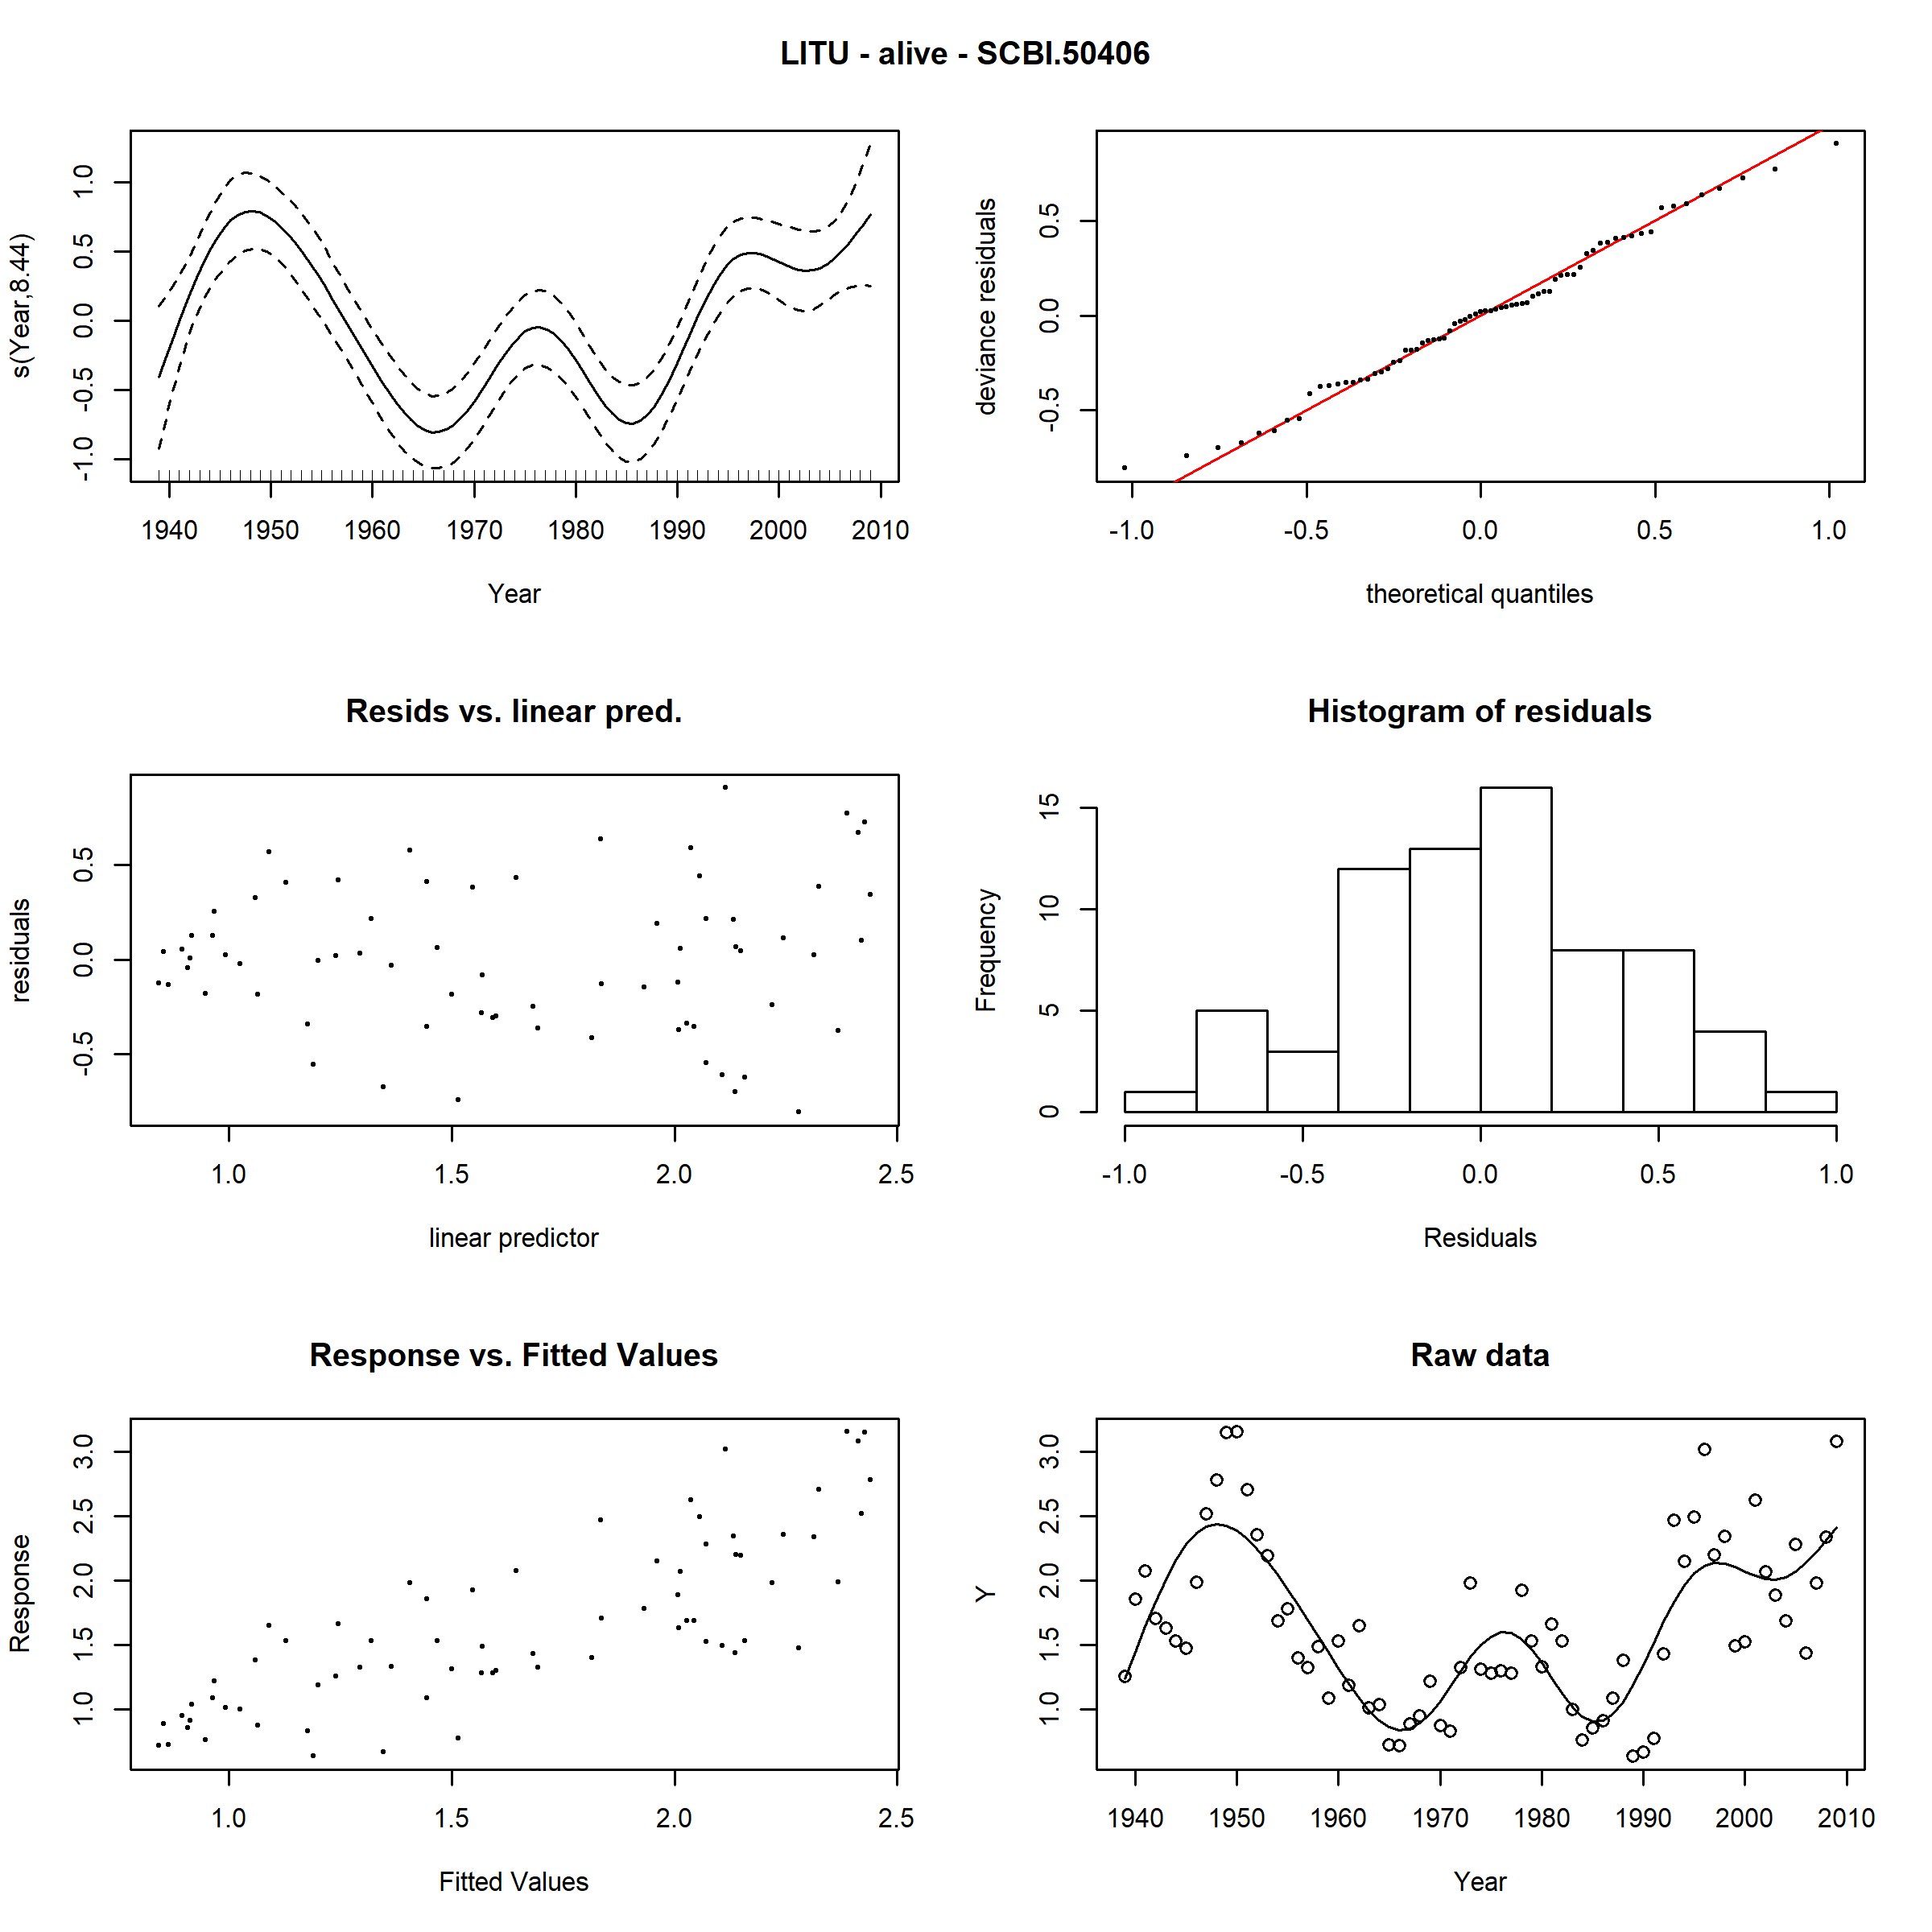 LITU - alive - SCBI.50406
s(Year,8.44)
1.0
0.5
0.0
-0.5
-1.0
1940 1950 1960 1970 1980 1990 2000 2010
Year
deviance residuals
0.5
0.0
-0.5
-1.0 -0.5 0.0 0.5 1.0
theoretical quantiles
Resids vs. linear pred.
residuals
0.5
0.0
-0.5
1.0 1.5 2.0 2.5
linear predictor
Histogram of residuals
Frequency
15
10
5
0
-1.0 -0.5 0.0 0.5 1.0
Residuals
Response vs. Fitted Values
Response
3.0
2.5
2.0
1.5
1.0
1.0 1.5 2.0 2.5
Fitted Values
Raw data
Y
3.0
2.5
2.0
1.5
1.0
1940 1950 1960 1970 1980 1990 2000 2010
Year